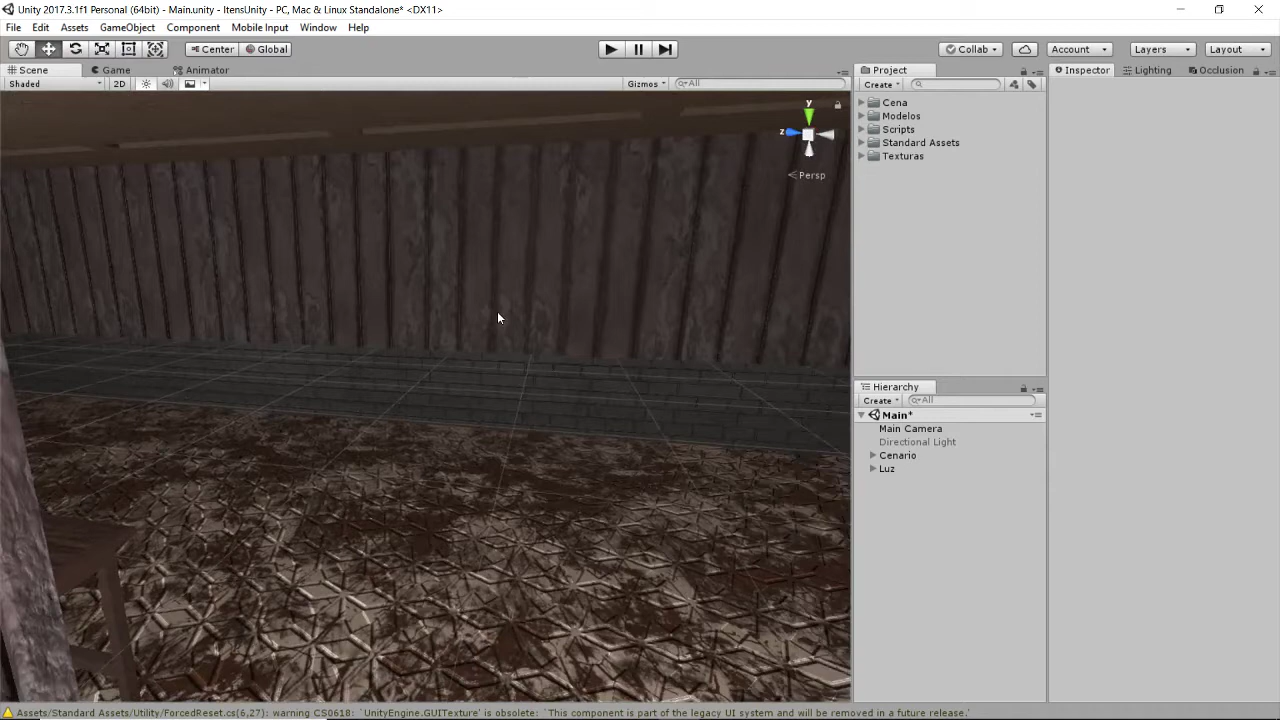 Unity 2017.3.1f1 Personal (64bit) - Main.unity - ItensUnity - PC, Mac & Linux Standalone* <DX11>
File Edit Assets GameObject Component Mobile Input Window Help
Center Global Collab Account Layers Layout
Scene Game Animator Project Inspector Lighting Occlusion
Shaded 2D Gizmos All Create
y
z
Persp
Cena
Modelos
Scripts
Standard Assets
Texturas
Hierarchy
Create All
Main*
Main Camera
Directional Light
Cenario
Luz
Assets/Standard Assets/Utility/ForcedReset.cs(6,27): warning CS0618: `UnityEngine.GUITexture' is obsolete: `This component is part of the legacy UI system and will be removed in a future release.'